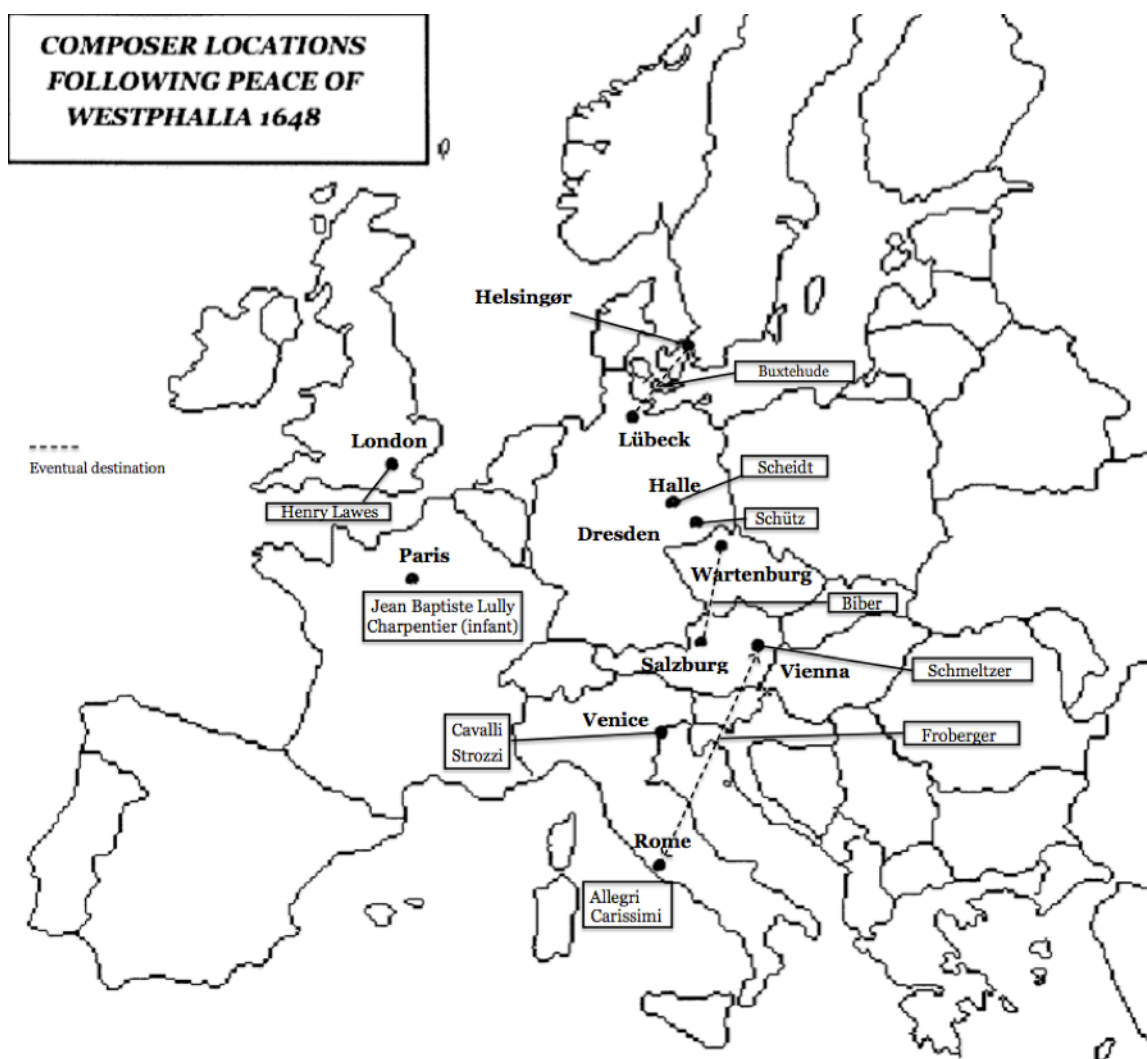 COMPOSER LOCATIONS
FOLLOWING PEACE OF
WESTPHALIA 1648
Helsingør
Buxtehude
Lübeck
London
Eventual destination
Scheidt
Halle
Henry Lawes
Schütz
Dresden
Paris
Wartenburg
Jean Baptiste Lully
Charpentier (infant)
Biber
Salzburg
Vienna
Schmeltzer
Cavalli
Strozzi
Venice
Froberger
Rome
Allegri
Carissimi